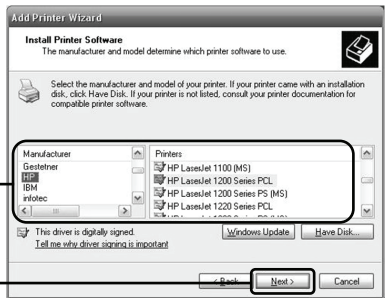 Add Printer Wizard
Install Printer Software
The manufacturer and model determine which printer software to use.
Select the manufacturer and model of your printer. If your printer came with an installation
disk, click Have Disk. If your printer is not listed, consult your printer documentation for
compatible printer software.
Manufacturer
Gestetner
HP
IBM
infotec
Printers
HP LaserJet 1100 (MS)
HP LaserJet 1200 Series PCL
HP LaserJet 1200 Series PS (MS)
HP LaserJet 1220 Series PCL
This driver is digitally signed.
Tell me why driver signing is important
Windows Update
Have Disk...
< Back
Next >
Cancel